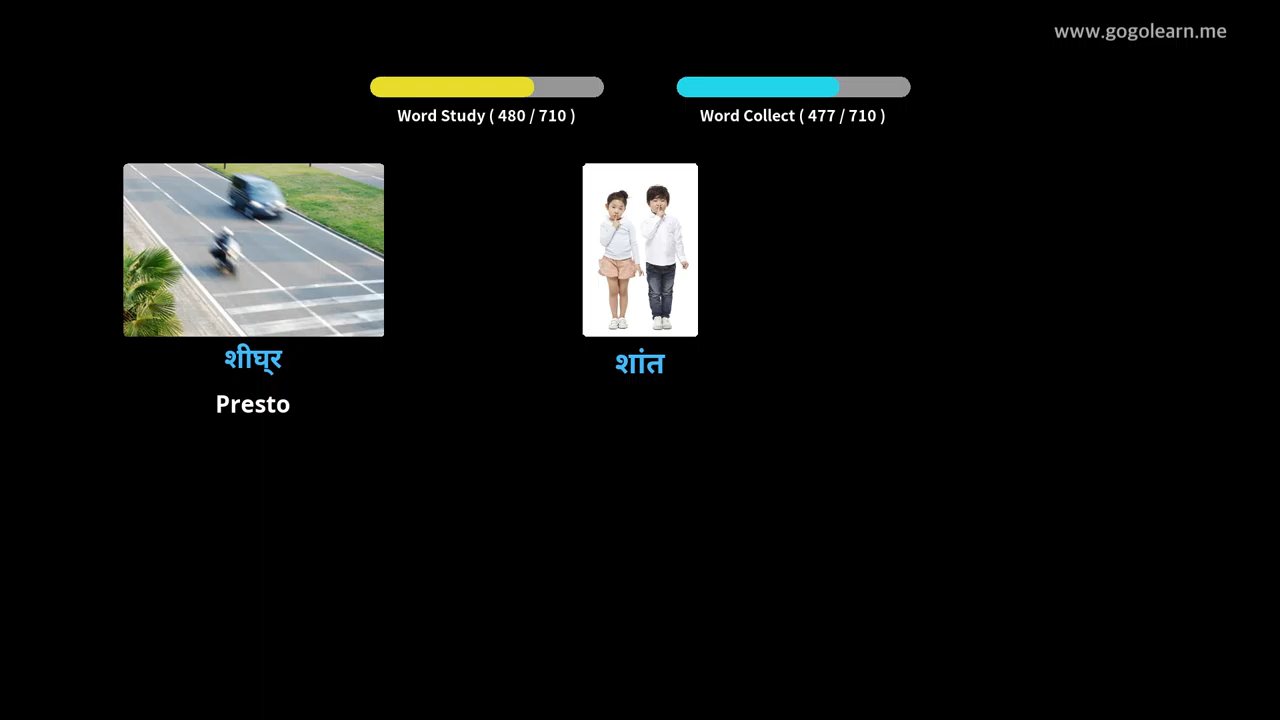 www.gogolearn.me
Word Study ( 480 / 710 )
Word Collect ( 477 / 710 )
शीघ्र
शांत
Presto